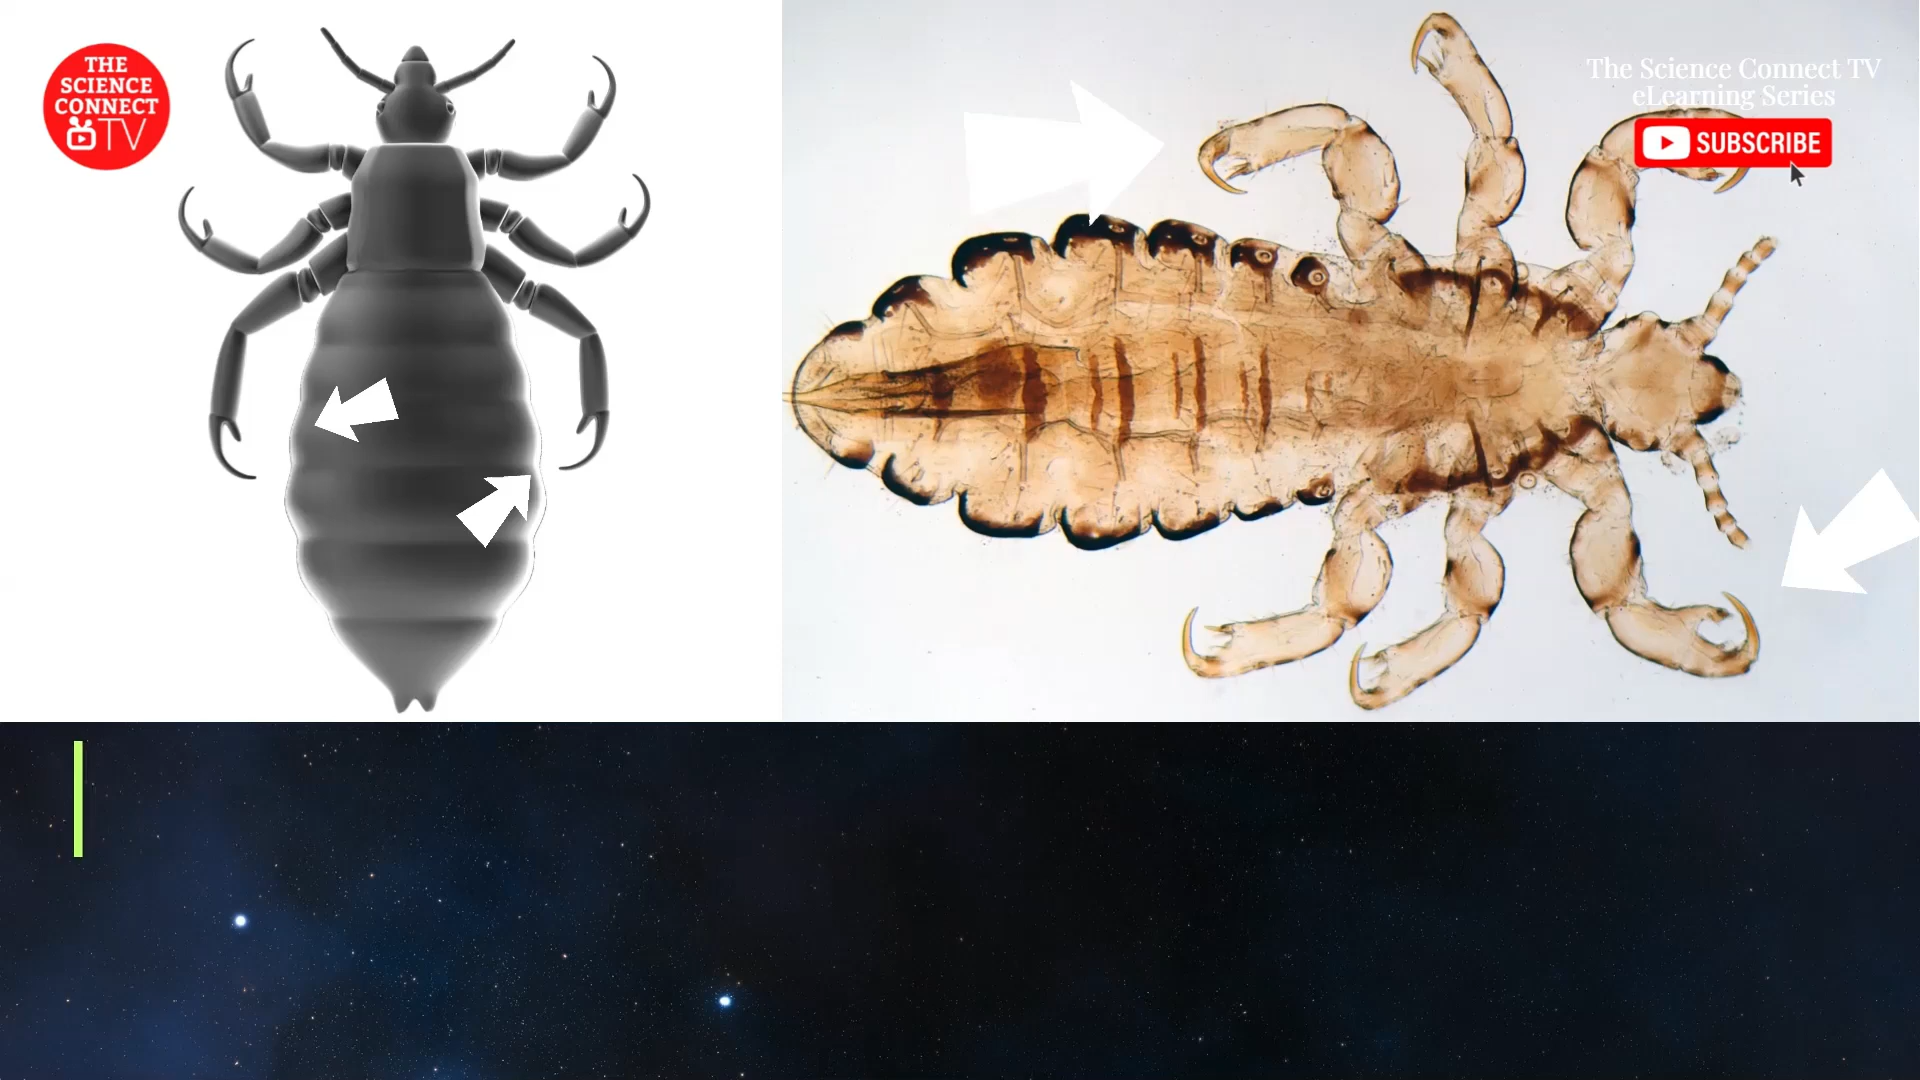 THE
SCIENCE
CONNECT
TV
The Science Connect TV
eLearning Series
SUBSCRIBE